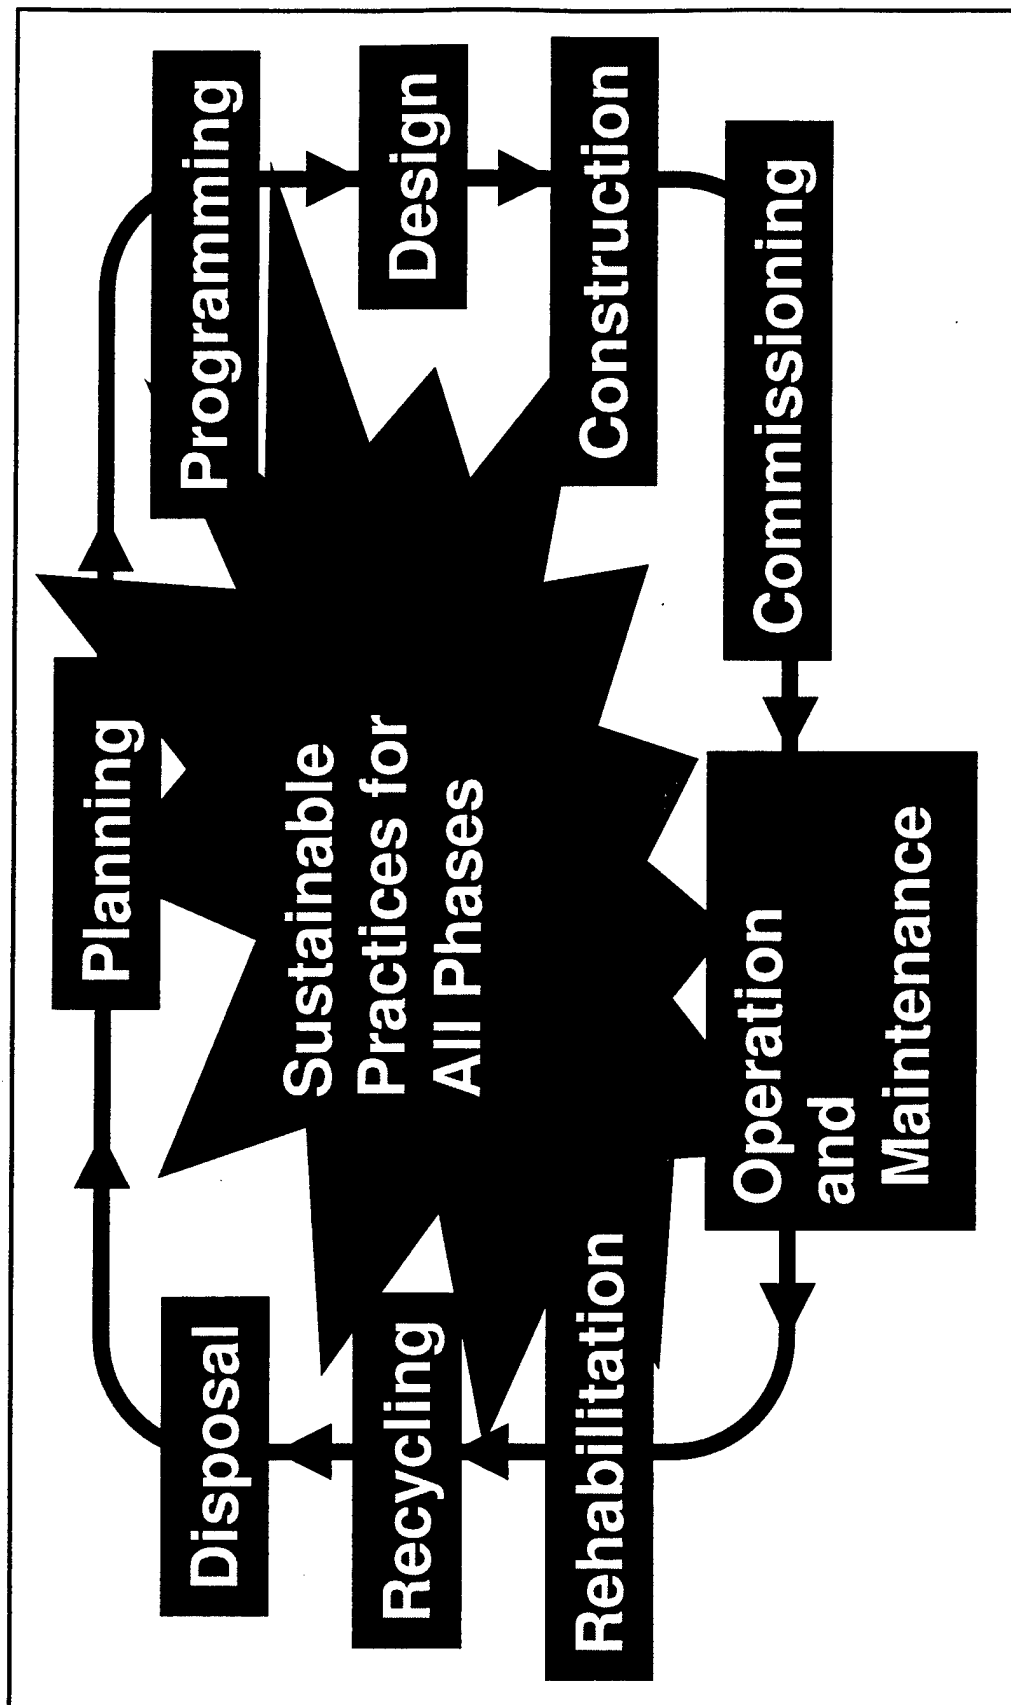 Planning
Programming
Design
Construction
Commissioning
Operation
and
Maintenance
Rehabilitation
Recycling
Disposal
Sustainable
Practices for
All Phases